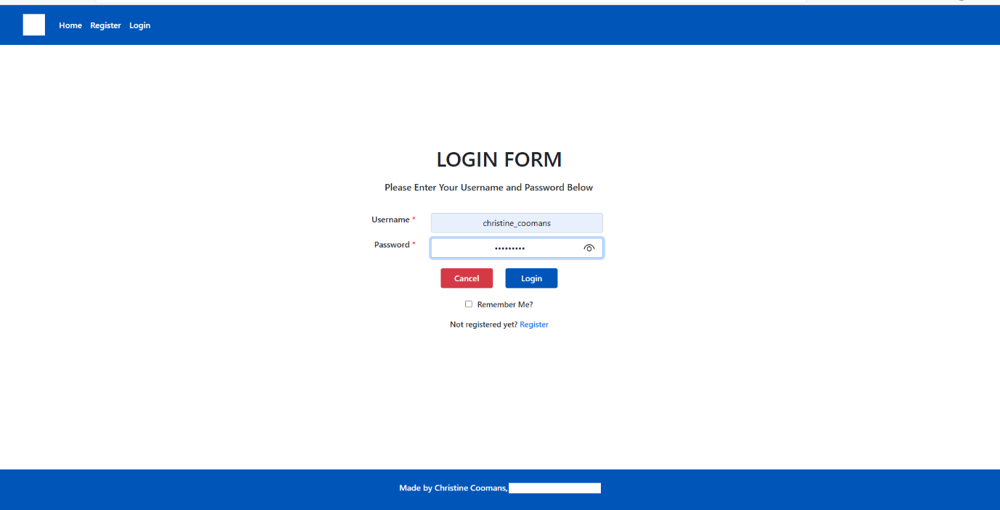 Home Register Login
LOGIN FORM
Please Enter Your Username and Password Below
Username *
christine_coomans
Password *
•••••••••
Cancel Login
Remember Me?
Not registered yet? Register
Made by Christine Coomans,